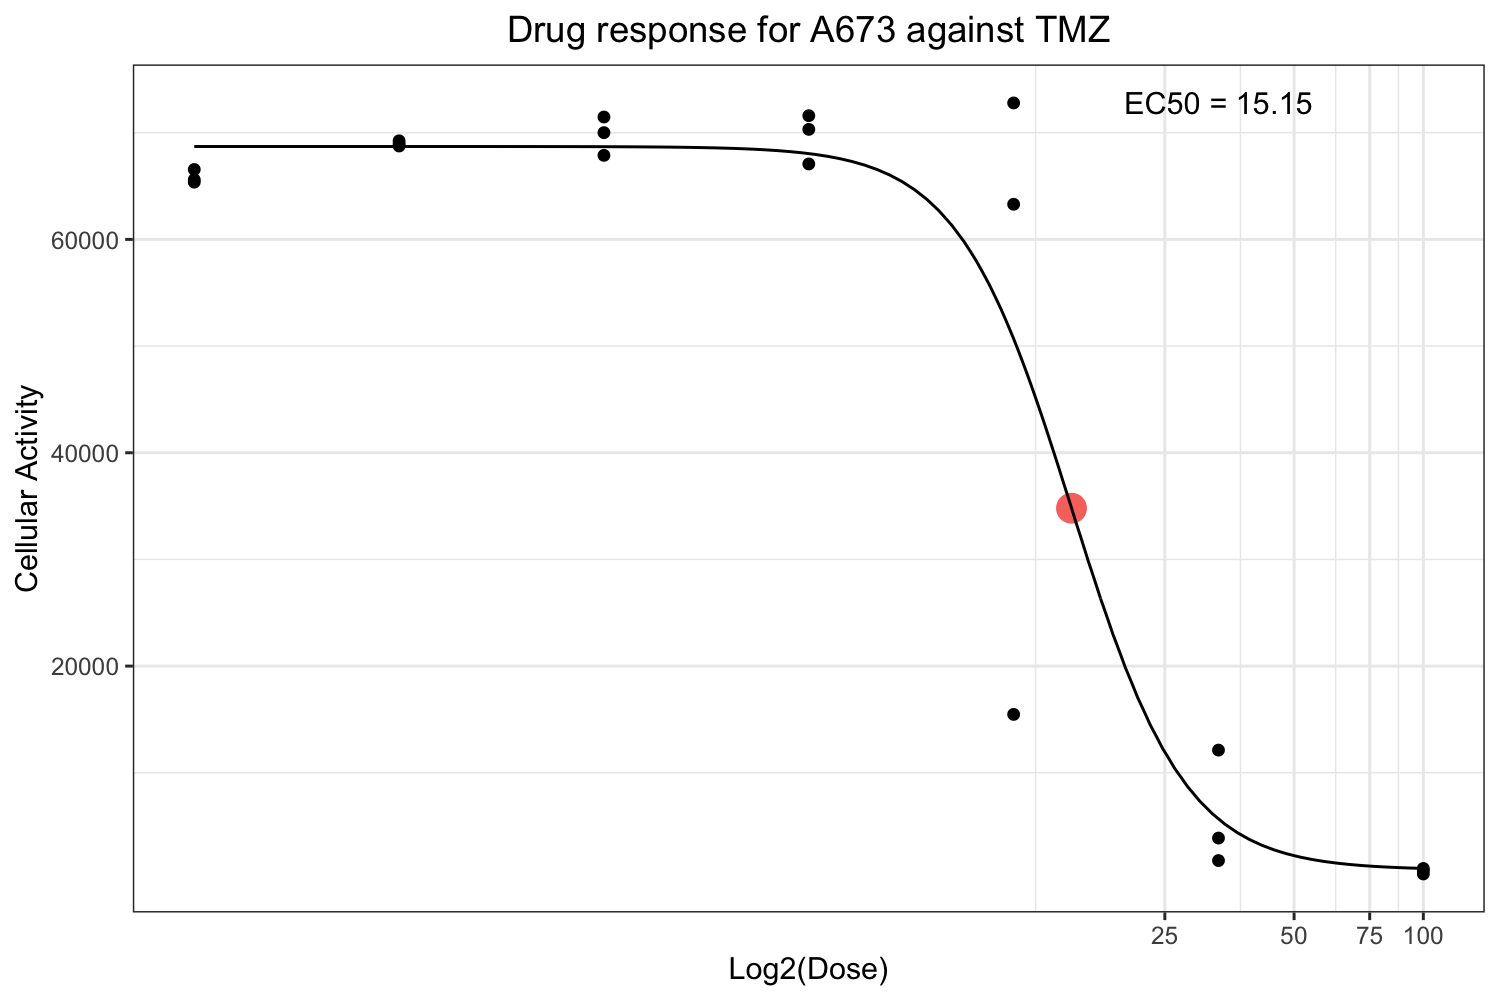 Drug response for A673 against TMZ
EC50 = 15.15
60000
40000
20000
Cellular Activity
25 50 75 100
Log2(Dose)